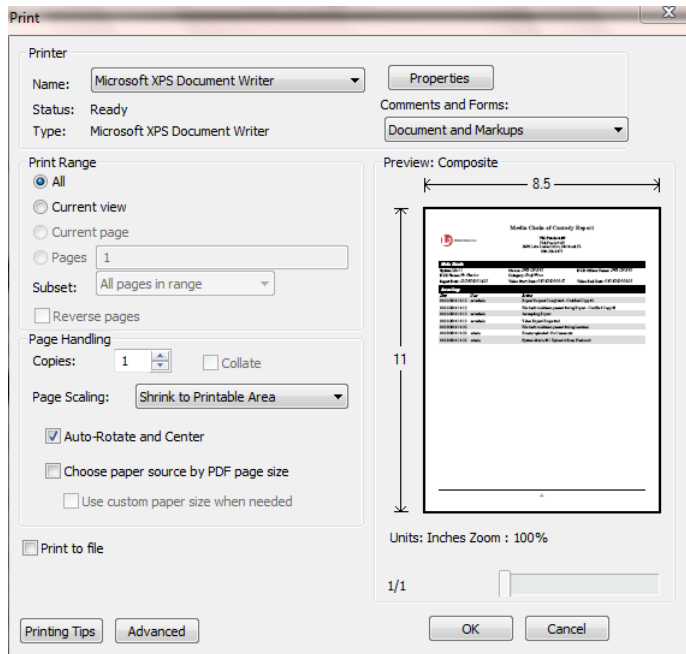 Print
Printer
Name: Microsoft XPS Document Writer Properties
Status: Ready Comments and Forms:
Type: Microsoft XPS Document Writer Document and Markups
Print Range
All
Current view
Current page
Pages 1
Subset: All pages in range
Reverse pages
Page Handling
Copies: 1 Collate
Page Scaling: Shrink to Printable Area
Auto-Rotate and Center
Choose paper source by PDF page size
Use custom paper size when needed
Print to file
Printing Tips Advanced
Preview: Composite
8.5
11
Media Chain of Custody Report
Units: Inches Zoom : 100%
1/1
OK Cancel